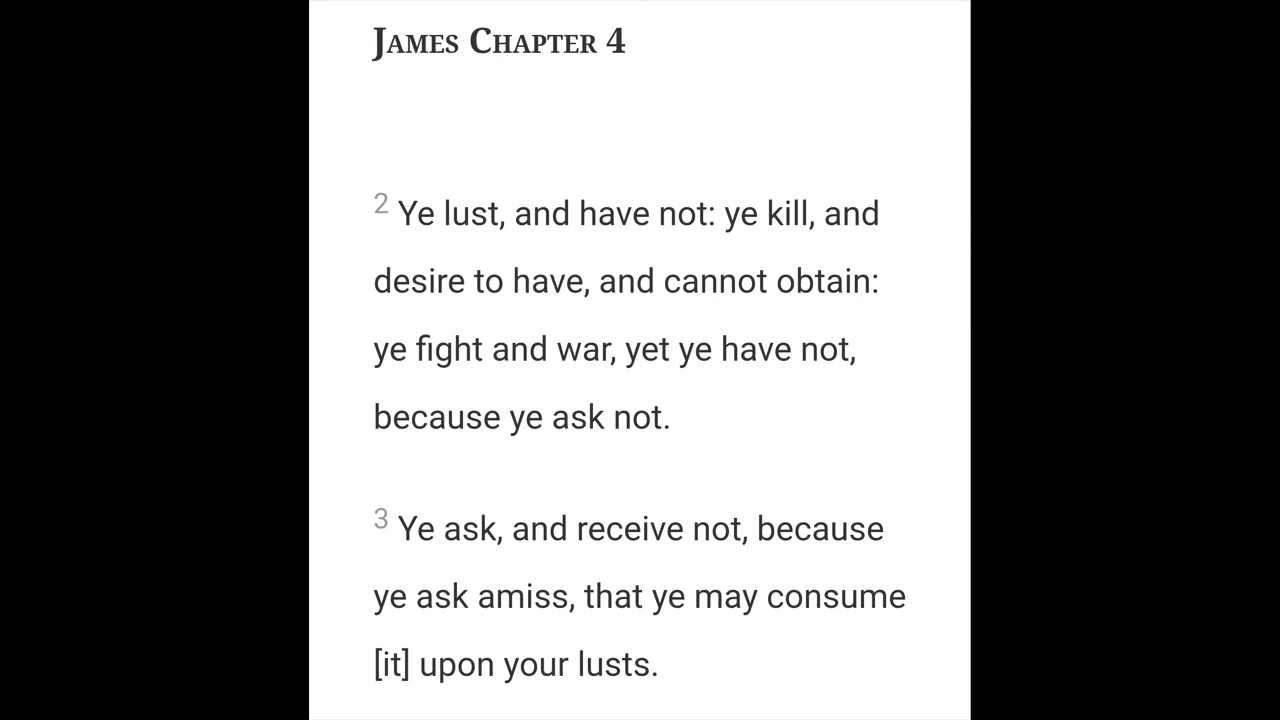 James Chapter 4
2 Ye lust, and have not: ye kill, and
desire to have, and cannot obtain:
ye fight and war, yet ye have not,
because ye ask not.
3 Ye ask, and receive not, because
ye ask amiss, that ye may consume
[it] upon your lusts.